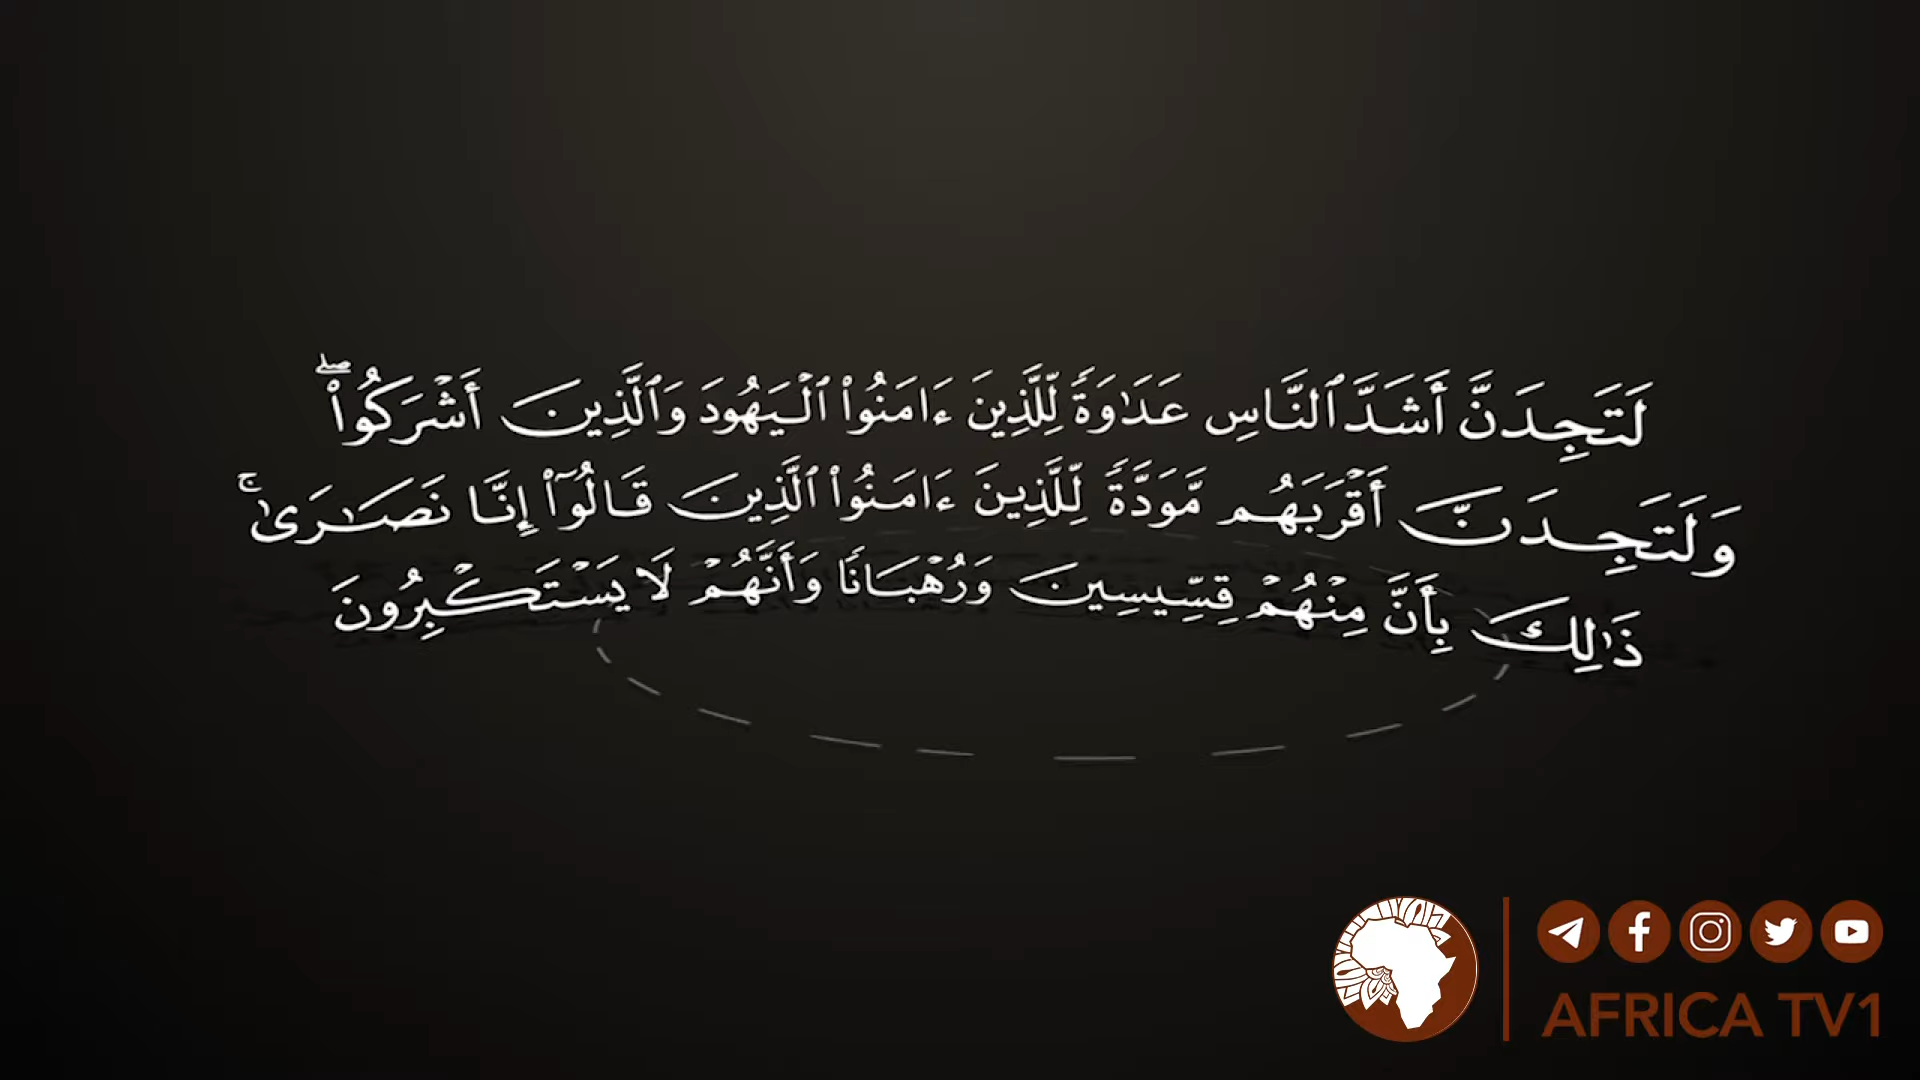 لَتَجِدَنَّ أَشَدَّ ٱلنَّاسِ عَدَٰوَةٗ لِّلَّذِينَ ءَامَنُواْ ٱلۡيَهُودَ وَٱلَّذِينَ أَشۡرَكُواْۖ
وَلَتَجِدَنَّ أَقۡرَبَهُم مَّوَدَّةٗ لِّلَّذِينَ ءَامَنُواْ ٱلَّذِينَ قَالُوٓاْ إِنَّا نَصَٰرَىٰۚ
ذَٰلِكَ بِأَنَّ مِنۡهُمۡ قِسِّيسِينَ وَرُهۡبَانٗا وَأَنَّهُمۡ لَا يَسۡتَكۡبِرُونَ
AFRICA TV1